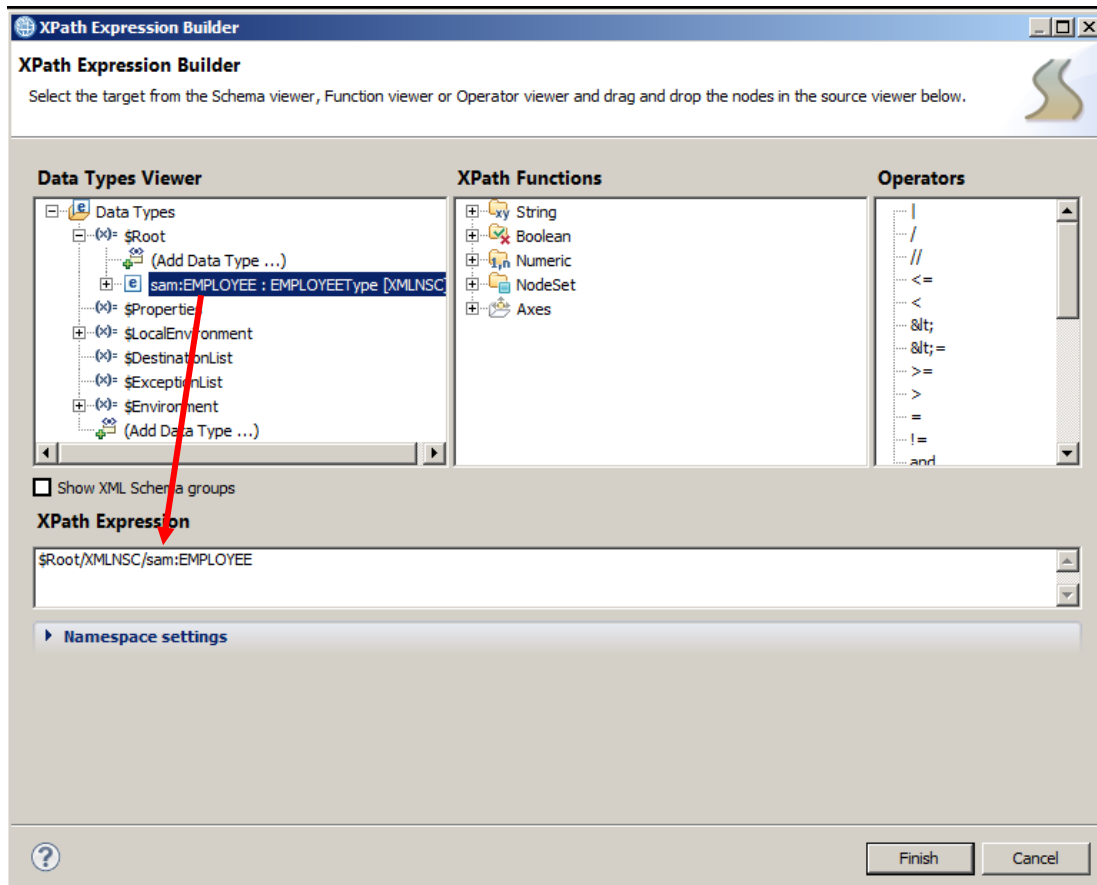 XPath Expression Builder
XPath Expression Builder
Select the target from the Schema viewer, Function viewer or Operator viewer and drag and drop the nodes in the source viewer below.
Data Types Viewer
Data Types
$Root
(Add Data Type ...)
sam:EMPLOYEE : EMPLOYEEType [XMLNSC]
$Properties
$LocalEnvironment
$DestinationList
$ExceptionList
$Environment
(Add Data Type ...)
XPath Functions
String
Boolean
Numeric
NodeSet
Axes
Operators
|
/
//
<=
<
&lt;
&lt;=
>=
>
=
!=
and
Show XML Schema groups
XPath Expression
$Root/XMLNSC/sam:EMPLOYEE
Namespace settings
Finish
Cancel